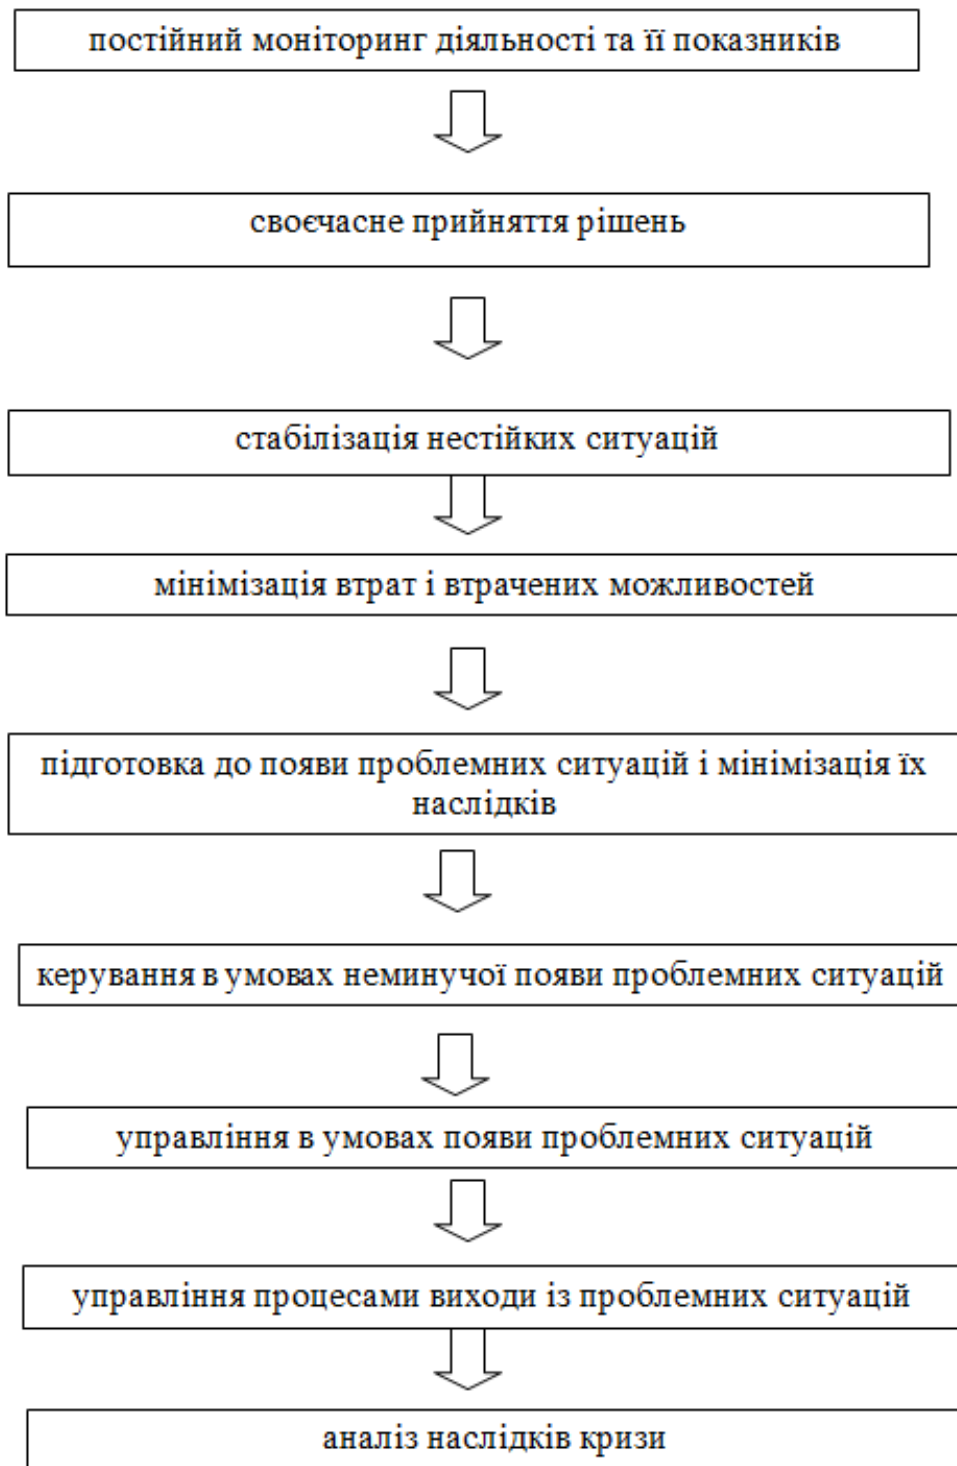 постійний моніторинг діяльності та її показників
своєчасне прийняття рішень
стабілізація нестійких ситуацій
мінімізація втрат і втрачених можливостей
підготовка до появи проблемних ситуацій і мінімізація їх
наслідків
керування в умовах неминучої появи проблемних ситуацій
управління в умовах появи проблемних ситуацій
управління процесами виходи із проблемних ситуацій
аналіз наслідків кризи